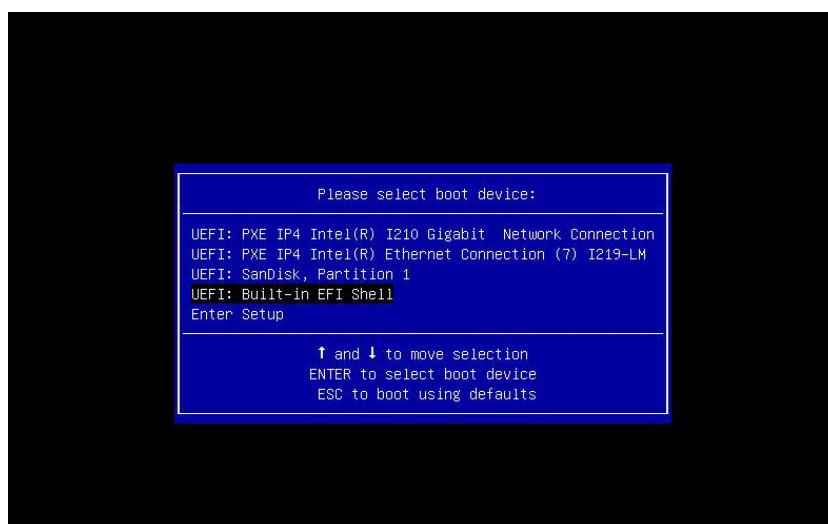 Please select boot device:
UEFI: PXE IP4 Intel(R) I210 Gigabit  Network Connection
UEFI: PXE IP4 Intel(R) Ethernet Connection (7) I219-LM
UEFI: SanDisk, Partition 1
UEFI: Built-in EFI Shell
Enter Setup
↑ and ↓ to move selection
ENTER to select boot device
ESC to boot using defaults